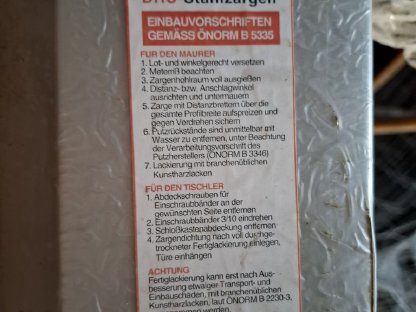 Stahlzargen
EINBAUVORSCHRIFTEN
GEMÄSS ÖNORM B 5335
FÜR DEN MAURER
1. Lot- und winkelgerecht versetzen
2. Meterriß beachten
3. Zargenhohlraum voll ausgießen
4. Distanz- bzw. Anschlagwinkel
ausrichten und untermauern
5. Zarge mit Distanzbrettern über die
gesamte Profilbreite aufspreizen und
gegen Verdrehen sichern
6. Putzrückstände sind unmittelbar mit
Wasser zu entfernen, unter Beachtung
der Verarbeitungsvorschrift des
Putzherstellers (ÖNORM B 3346)
7. Lackierung mit branchenüblichen
Kunstharzlacken
FÜR DEN TISCHLER
1. Abdeckschrauben für
Einschraubbänder an der
gewünschten Seite entfernen
2. Einschraubbänder 3/10 eindrehen
3. Schloßkastenabdeckung entfernen
4. Zargendichtung nach voll durchge-
trockneter Fertiglackierung einlegen,
Türe einhängen
ACHTUNG
Fertiglackierung kann erst nach Aus-
besserung etwaiger Transport- und
Einbauschäden, mit branchenüblichen
Kunstharzlacken, laut ÖNORM B 2230-3,
vorgenommen werden.